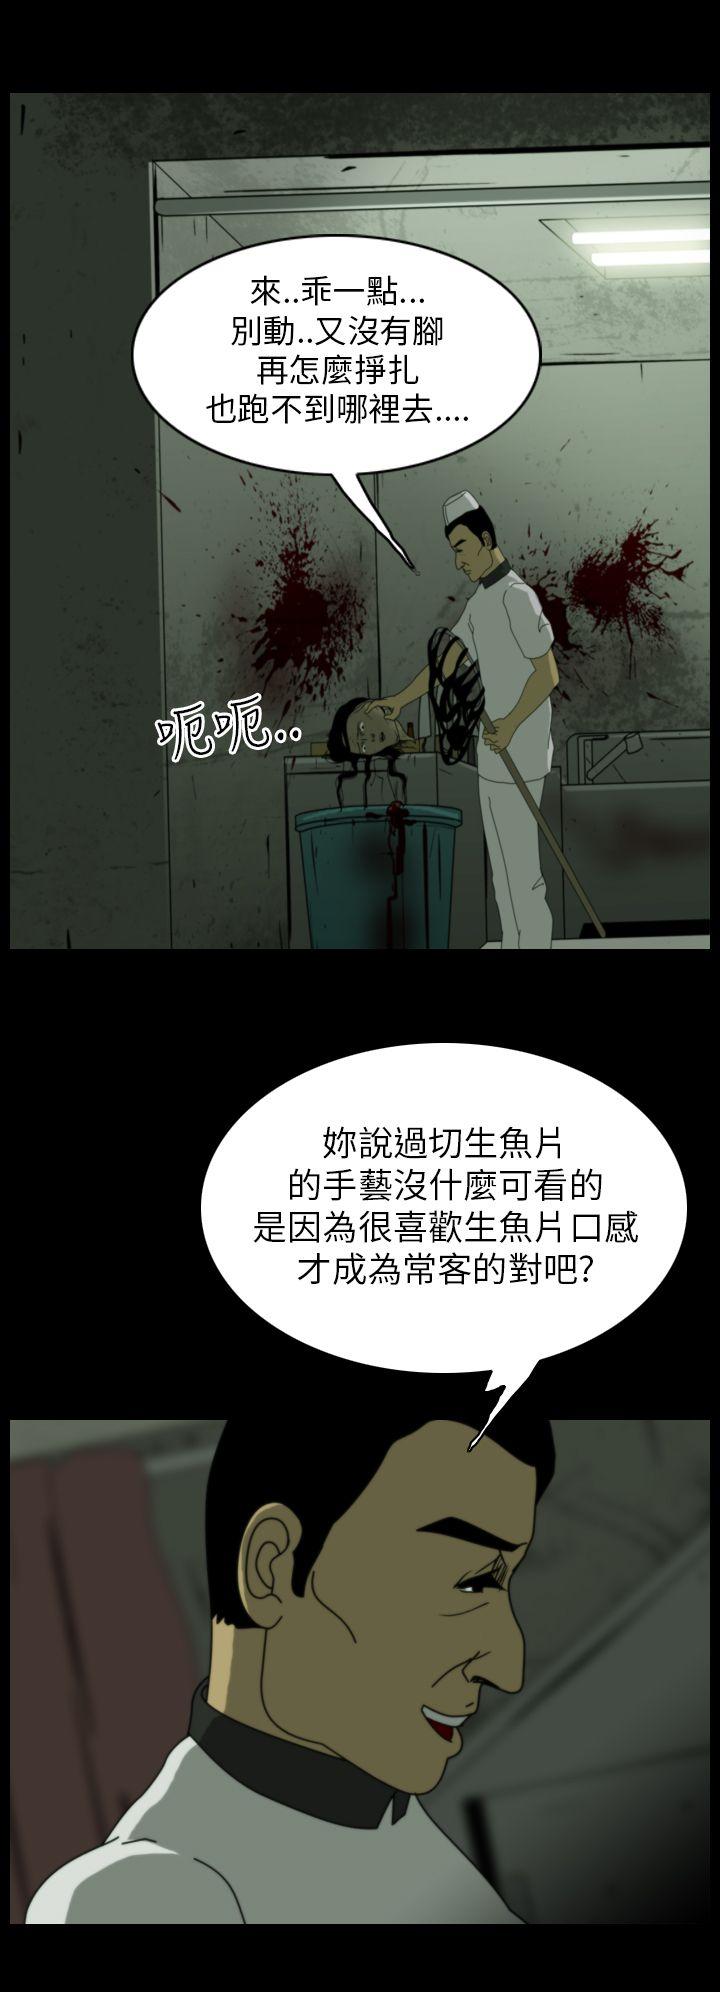 來..乖一點...
別動..又沒有腳
再怎麼掙扎
也跑不到哪裡去....
呃呃..
妳說過切生魚片
的手藝沒什麼可看的
是因為很喜歡生魚片口感
才成為常客的對吧?